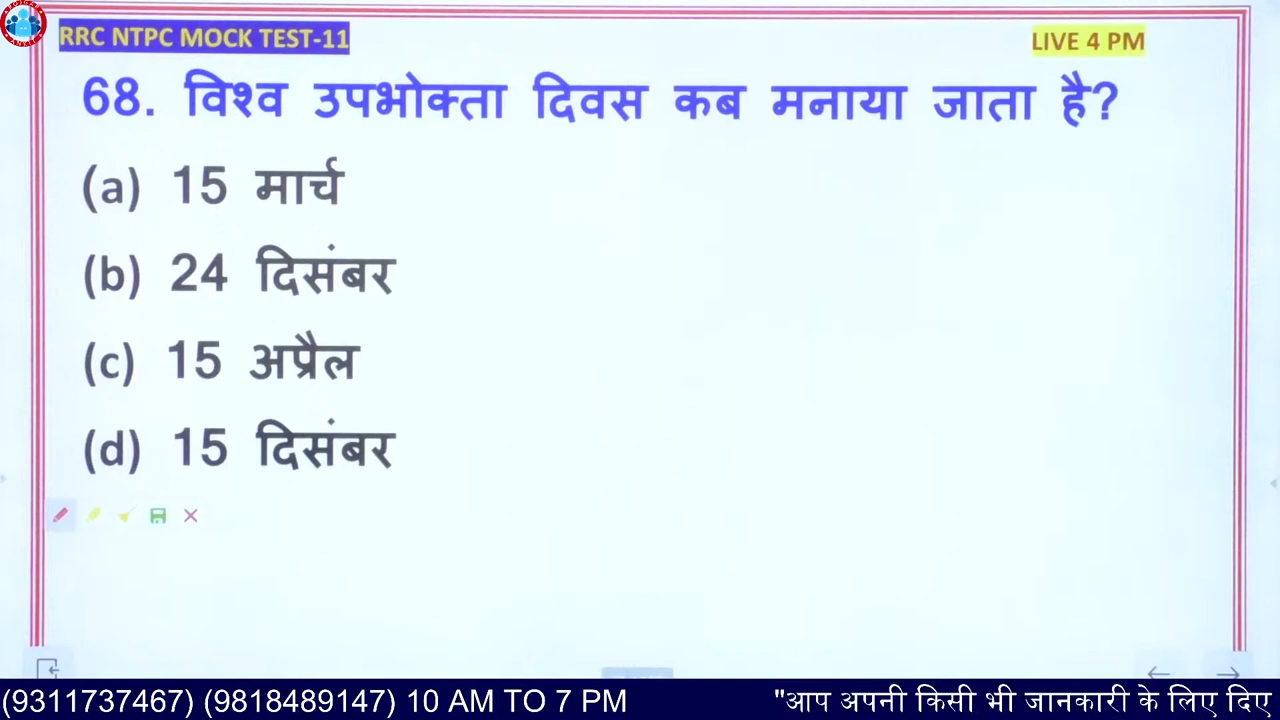 RRC NTPC MOCK TEST-11
LIVE 4 PM
68. विश्व उपभोक्ता दिवस कब मनाया जाता है?
(a) 15 मार्च
(b) 24 दिसंबर
(c) 15 अप्रैल
(d) 15 दिसंबर
(9311737467) (9818489147) 10 AM TO 7 PM
"आप अपनी किसी भी जानकारी के लिए दिए